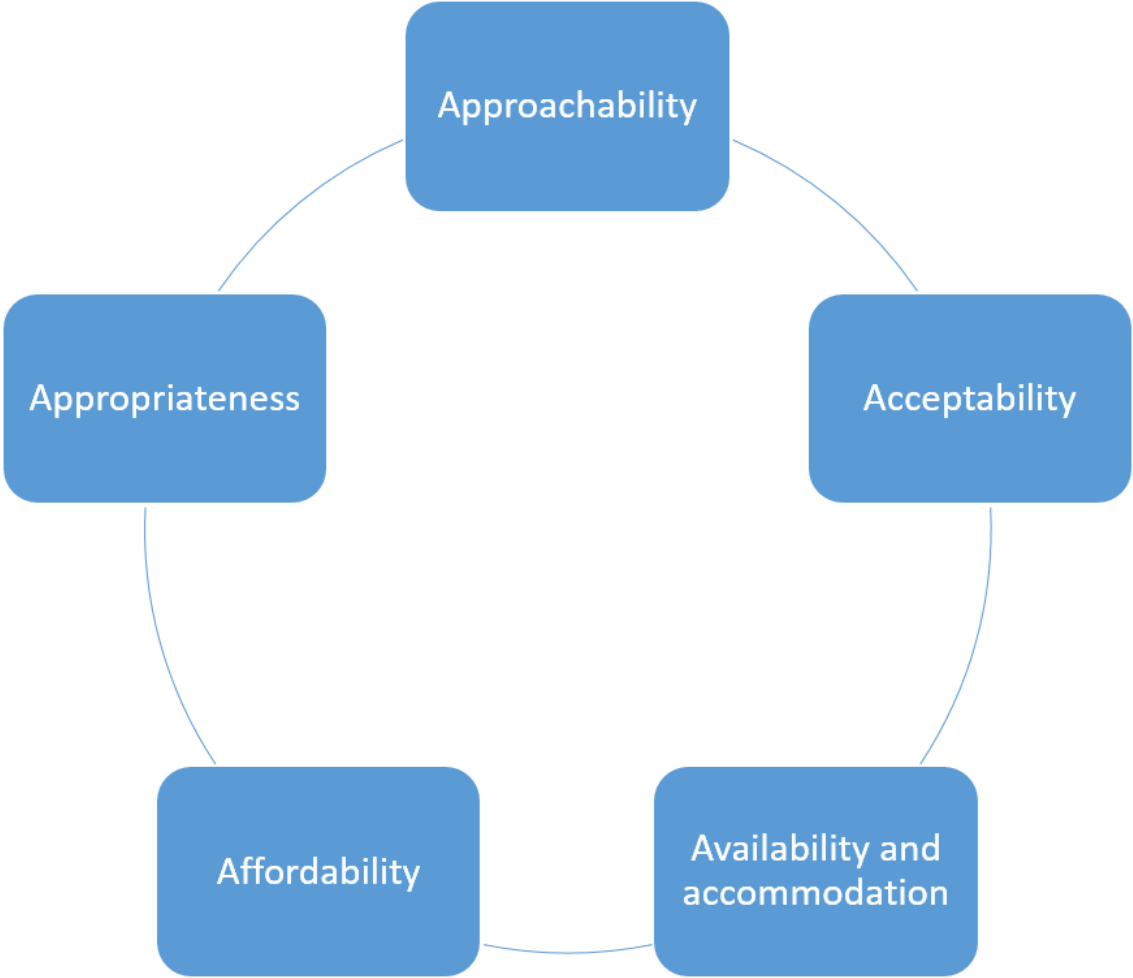 Approachability
Appropriateness
Acceptability
Affordability
Availability and
accommodation